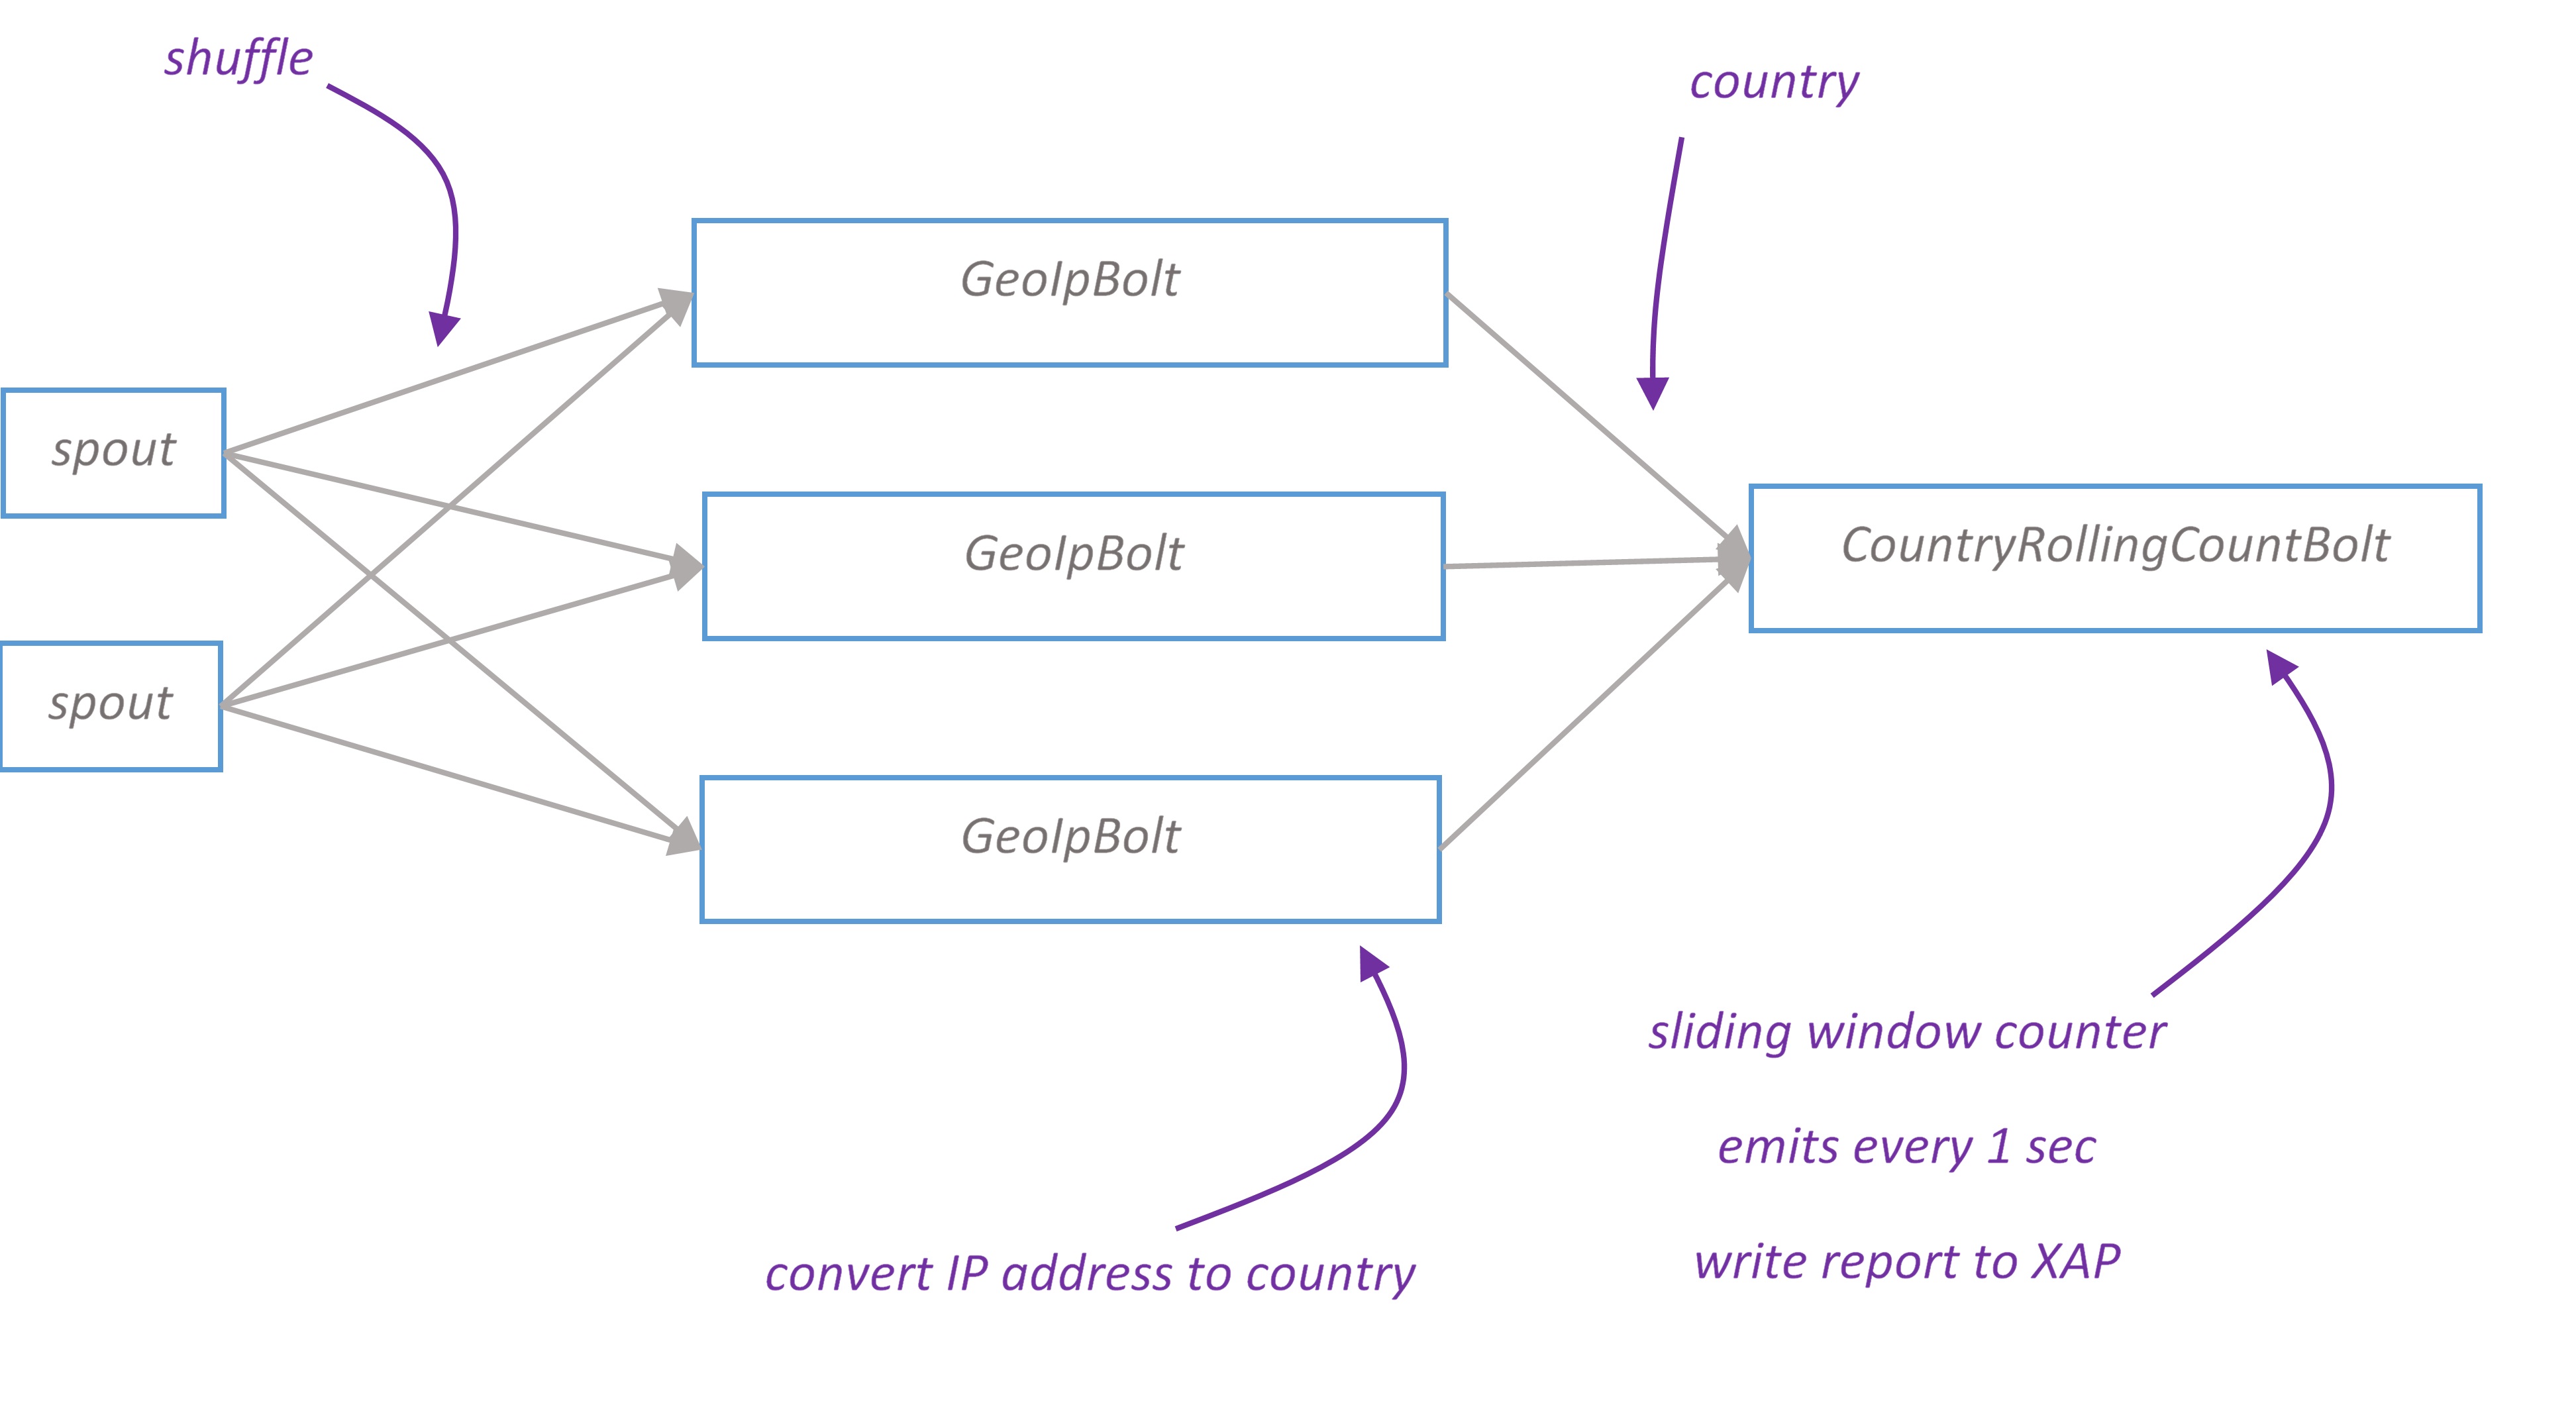 shuffle
country
GeoIpBolt
spout
GeoIpBolt
CountryRollingCountBolt
spout
GeoIpBolt
sliding window counter
emits every 1 sec
write report to XAP
convert IP address to country